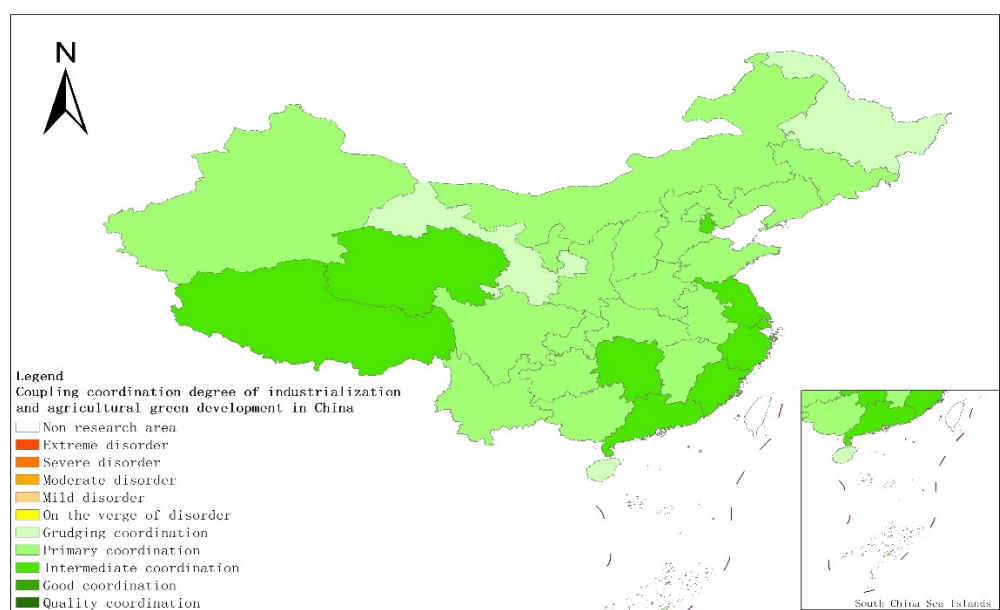 N
Legend
Coupling coordination degree of industrialization
and agricultural green development in China
Non research area
Extreme disorder
Severe disorder
Moderate disorder
Mild disorder
On the verge of disorder
Grudging coordination
Primary coordination
Intermediate coordination
Good coordination
Quality coordination
South China Sea Islands